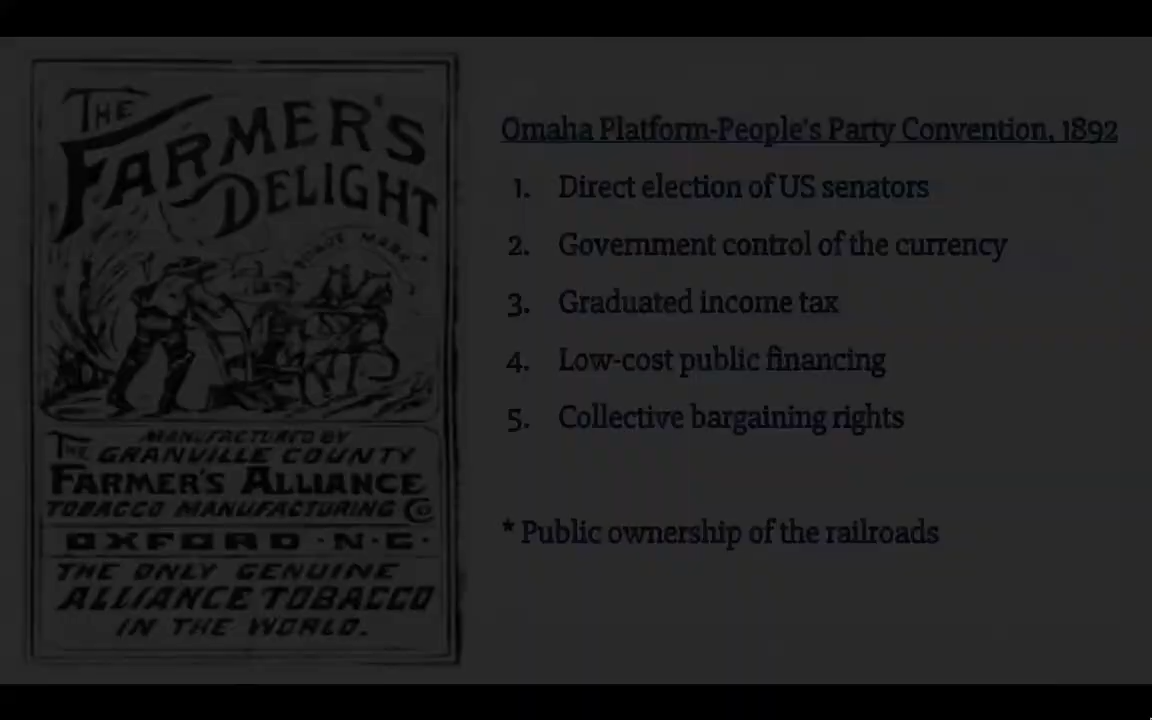 THE
FARMER'S
DELIGHT
TRADE MARK
MANUFACTURED BY
THE GRANVILLE COUNTY
FARMER'S ALLIANCE
TOBACCO MANUFACTURING Co
OXFORD · N · C ·
THE ONLY GENUINE
ALLIANCE TOBACCO
IN THE WORLD.
Omaha Platform-People's Party Convention, 1892
1. Direct election of US senators
2. Government control of the currency
3. Graduated income tax
4. Low-cost public financing
5. Collective bargaining rights
* Public ownership of the railroads